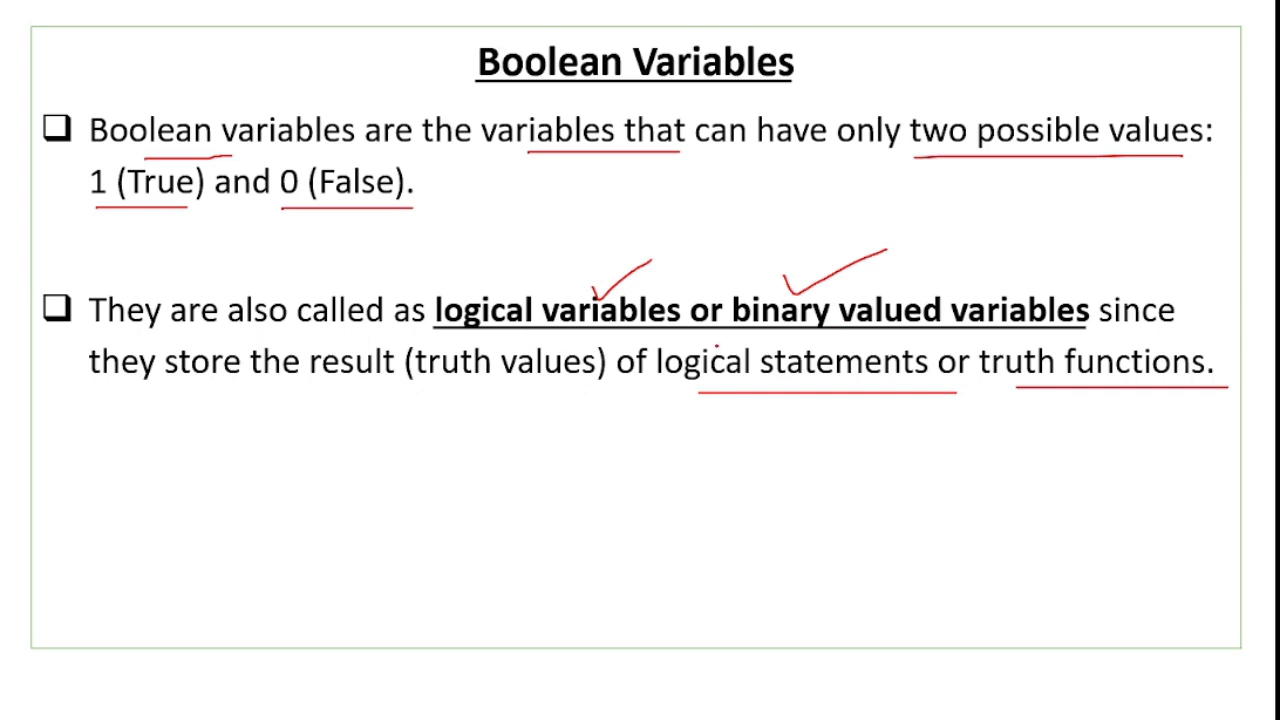 Boolean Variables
Boolean variables are the variables that can have only two possible values:
1 (True) and 0 (False).
They are also called as logical variables or binary valued variables since
they store the result (truth values) of logical statements or truth functions.